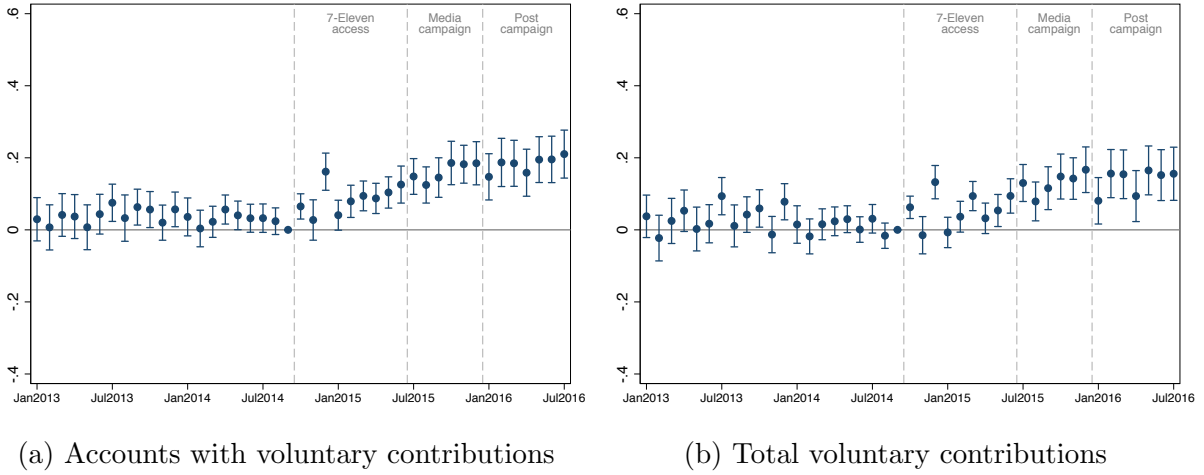 7-Eleven access
Media campaign
Post campaign
.6
.4
.2
0
-.2
-.4
Jan2013
Jul2013
Jan2014
Jul2014
Jan2015
Jul2015
Jan2016
Jul2016
(a) Accounts with voluntary contributions
7-Eleven access
Media campaign
Post campaign
.6
.4
.2
0
-.2
-.4
Jan2013
Jul2013
Jan2014
Jul2014
Jan2015
Jul2015
Jan2016
Jul2016
(b) Total voluntary contributions